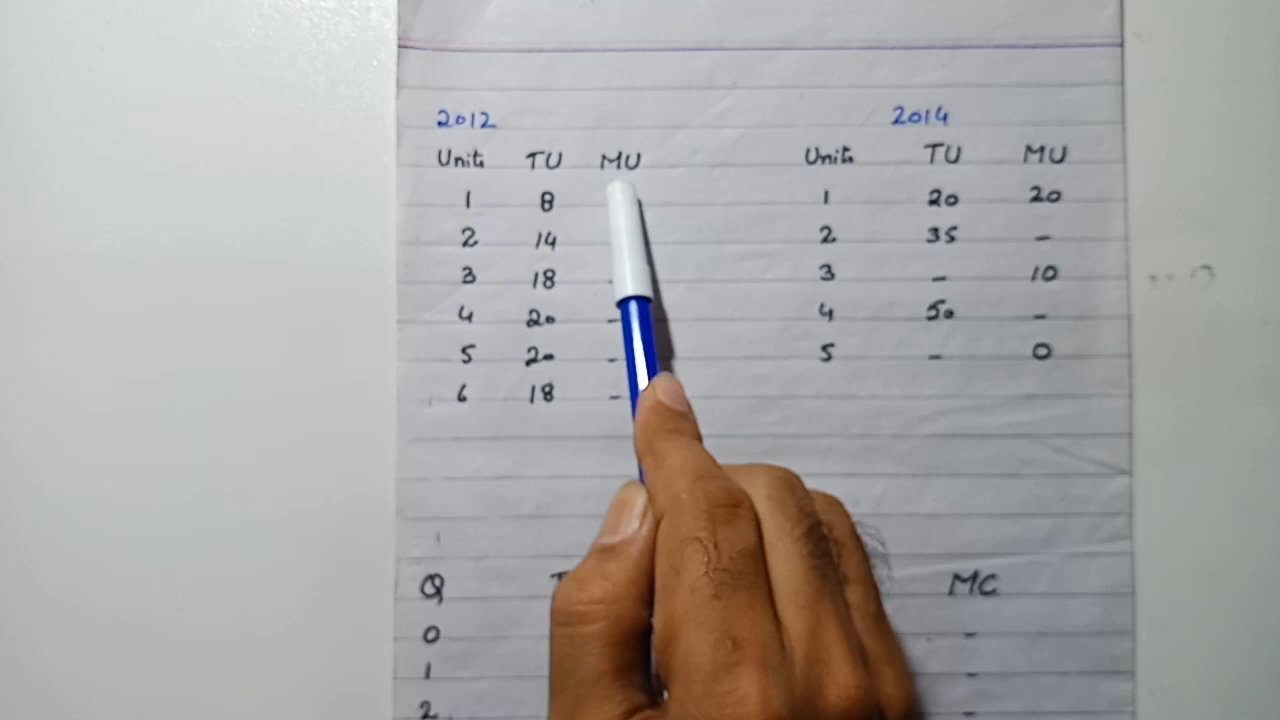 2012
Units TU MU
1 8
2 14
3 18 -
4 20 -
5 20 -
6 18 -
2014
Units TU MU
1 20 20
2 35 -
3 - 10
4 50 -
5 - 0
Q MC
0 -
1 -
2 -